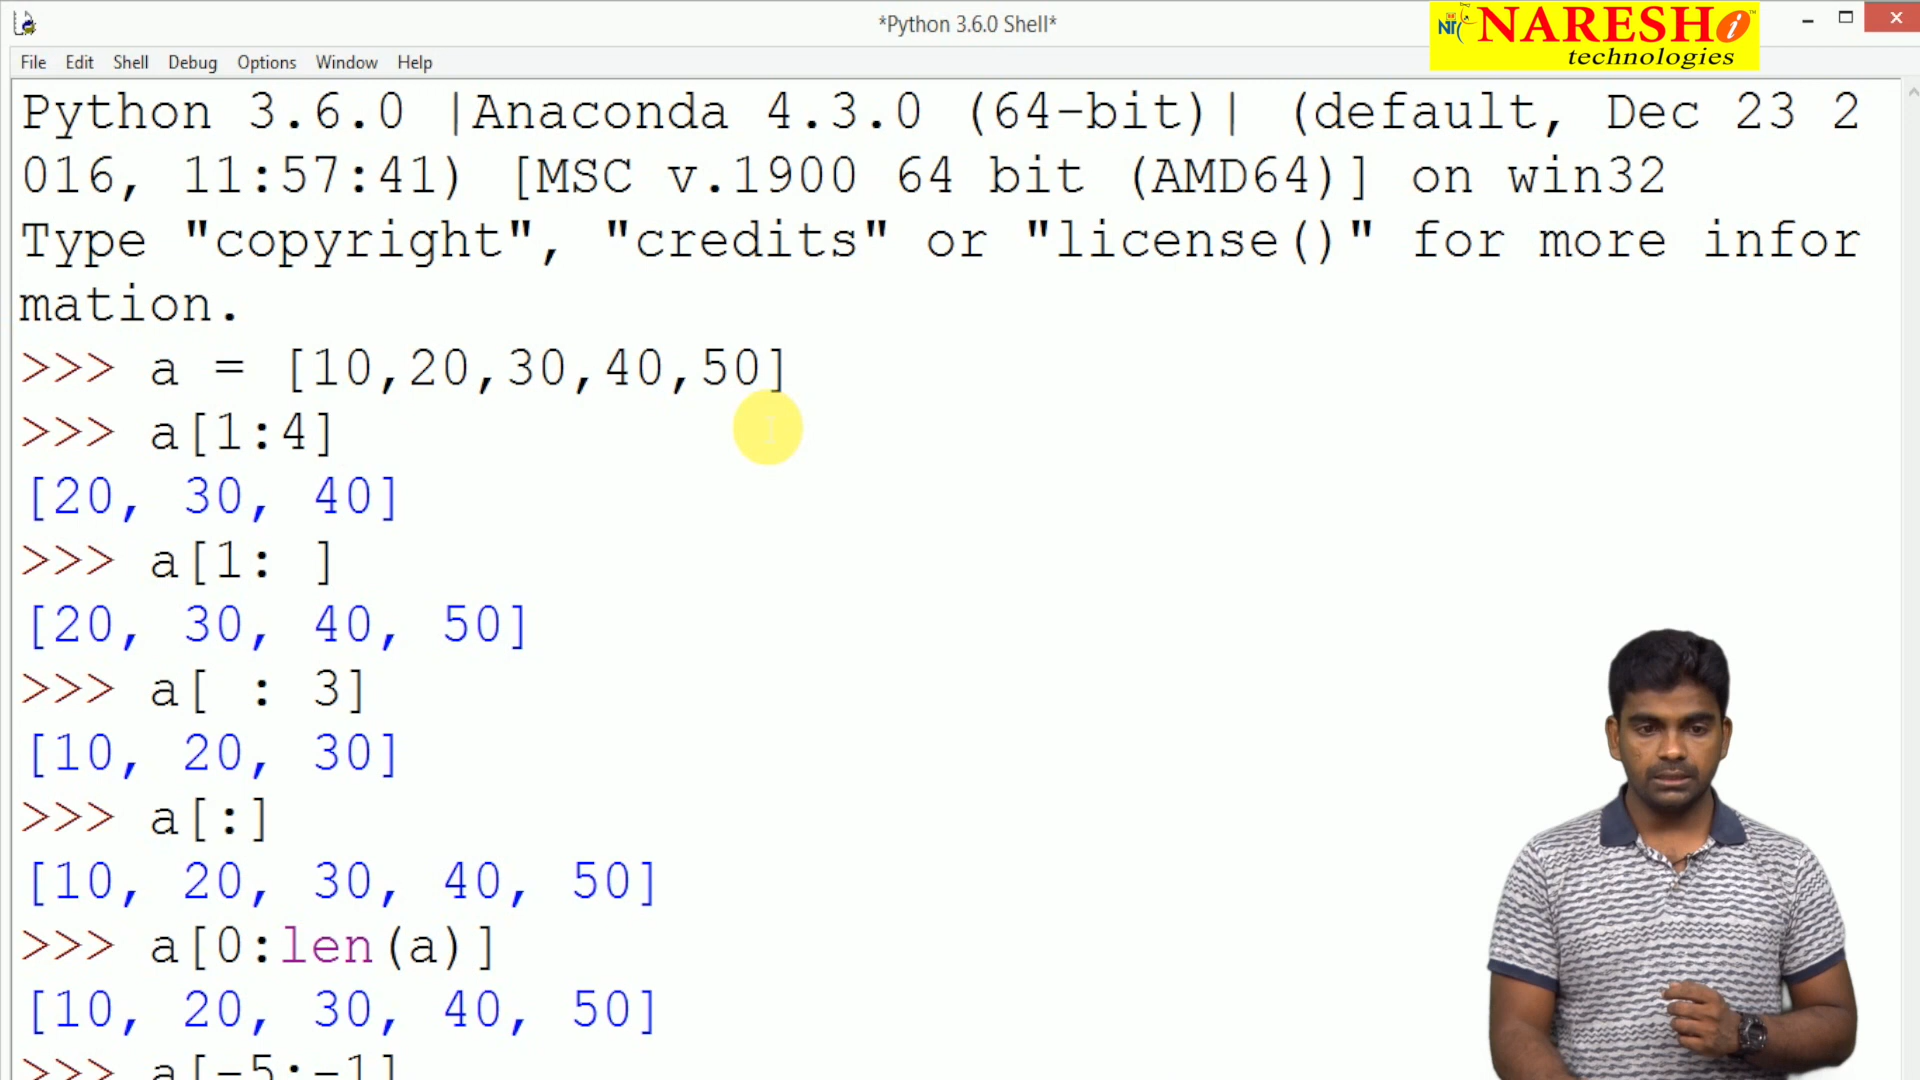 *Python 3.6.0 Shell*
NT NARESH i
technologies
File Edit Shell Debug Options Window Help
Python 3.6.0 |Anaconda 4.3.0 (64-bit)| (default, Dec 23 2
016, 11:57:41) [MSC v.1900 64 bit (AMD64)] on win32
Type "copyright", "credits" or "license()" for more infor
mation.
>>> a = [10,20,30,40,50]
>>> a[1:4]
[20, 30, 40]
>>> a[1: ]
[20, 30, 40, 50]
>>> a[ : 3]
[10, 20, 30]
>>> a[:]
[10, 20, 30, 40, 50]
>>> a[0:len(a)]
[10, 20, 30, 40, 50]
>>> a[-5:-1]